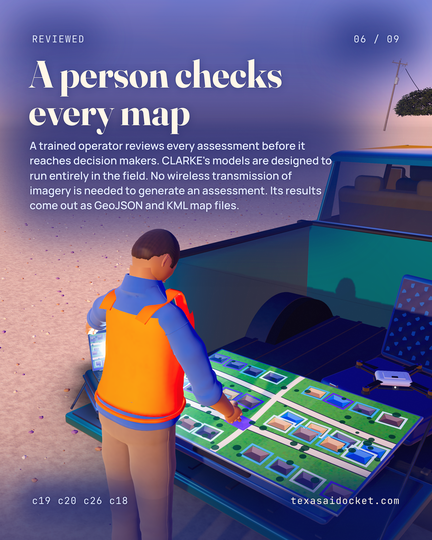 REVIEWED
06 / 09
A person checks
every map
A trained operator reviews every assessment before it
reaches decision makers. CLARKE's models are designed to
run entirely in the field. No wireless transmission of
imagery is needed to generate an assessment. Its results
come out as GeoJSON and KML map files.
c19 c20 c26 c18
texasaidocket.com